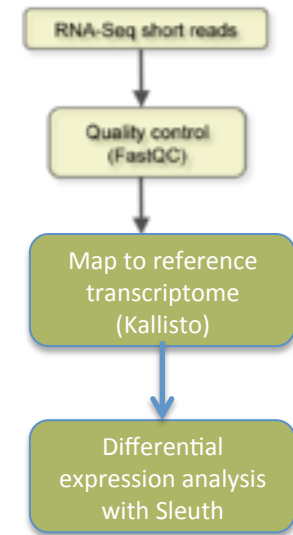 RNA-Seq short reads
Quality control
(FastQC)
Map to reference
transcriptome
(Kallisto)
Differential
expression analysis
with Sleuth